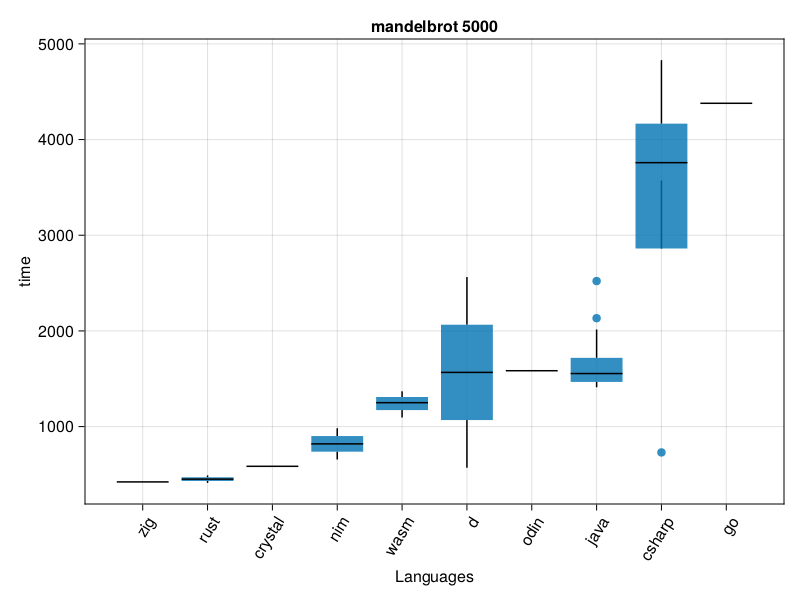 mandelbrot 5000
5000
4000
3000
2000
1000
time
zig
rust
crystal
nim
wasm
d
odin
java
csharp
go
Languages